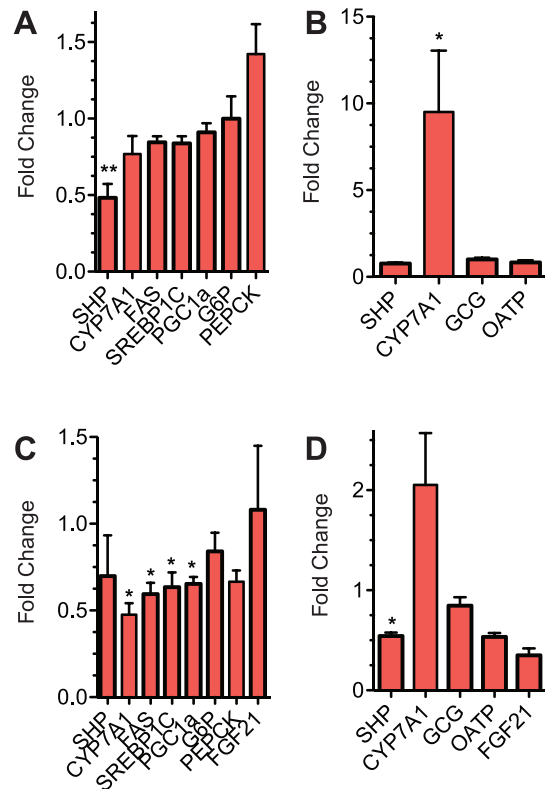 A
Fold Change
1.5
1.0
0.5
0.0
**
SHP
CYP7A1
FAS
SREBP1C
PGC1a
G6P
PEPCK
B
Fold Change
15
10
5
0
*
SHP
CYP7A1
GCG
OATP
C
Fold Change
1.5
1.0
0.5
0.0
*
*
*
*
SHP
CYP7A1
FAS
SREBP1C
PGC1a
G6P
PEPCK
FGF21
D
Fold Change
2
1
0
*
SHP
CYP7A1
GCG
OATP
FGF21